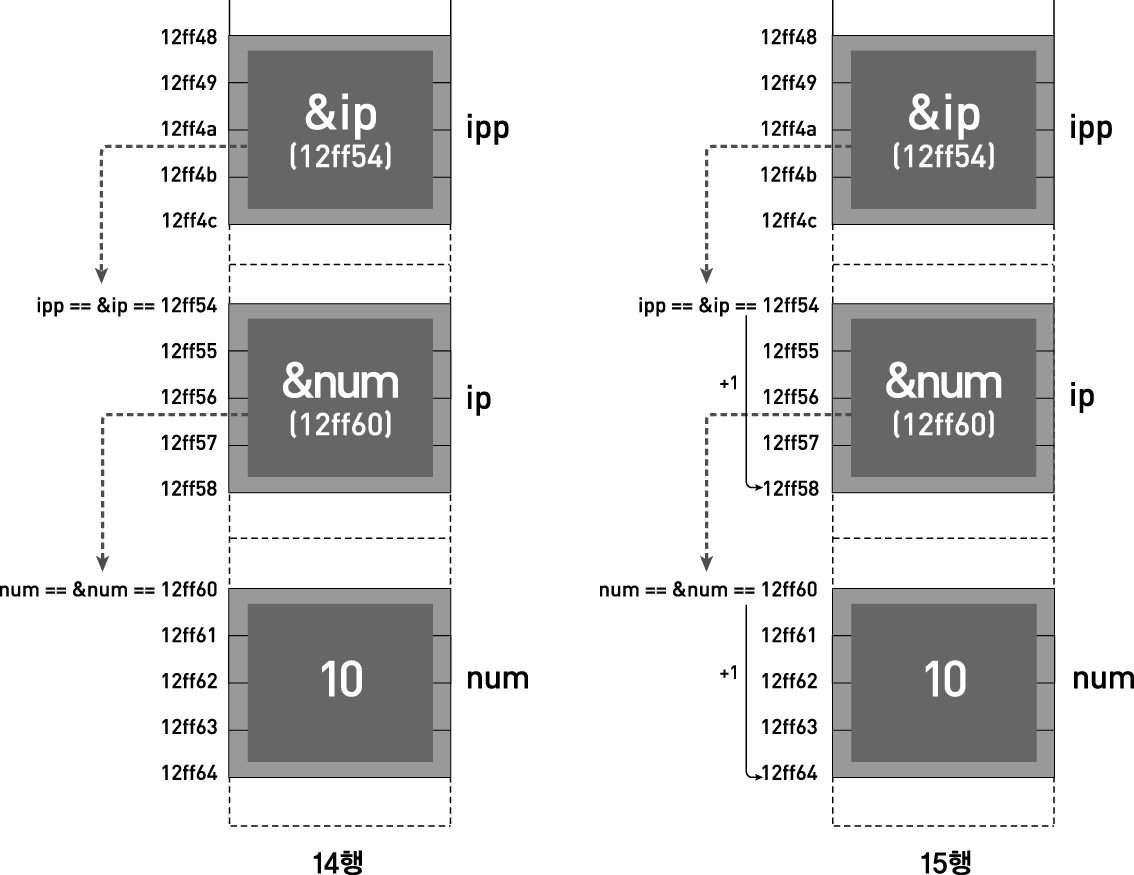 12ff48
12ff49
12ff4a
12ff4b
12ff4c
&ip
(12ff54)
ipp
ipp == &ip == 12ff54
12ff55
12ff56
12ff57
12ff58
&num
(12ff60)
ip
num == &num == 12ff60
12ff61
12ff62
12ff63
12ff64
10
num
14행
12ff48
12ff49
12ff4a
12ff4b
12ff4c
&ip
(12ff54)
ipp
ipp == &ip == 12ff54
12ff55
+1
12ff56
12ff57
12ff58
&num
(12ff60)
ip
num == &num == 12ff60
12ff61
+1
12ff62
12ff63
12ff64
10
num
15행